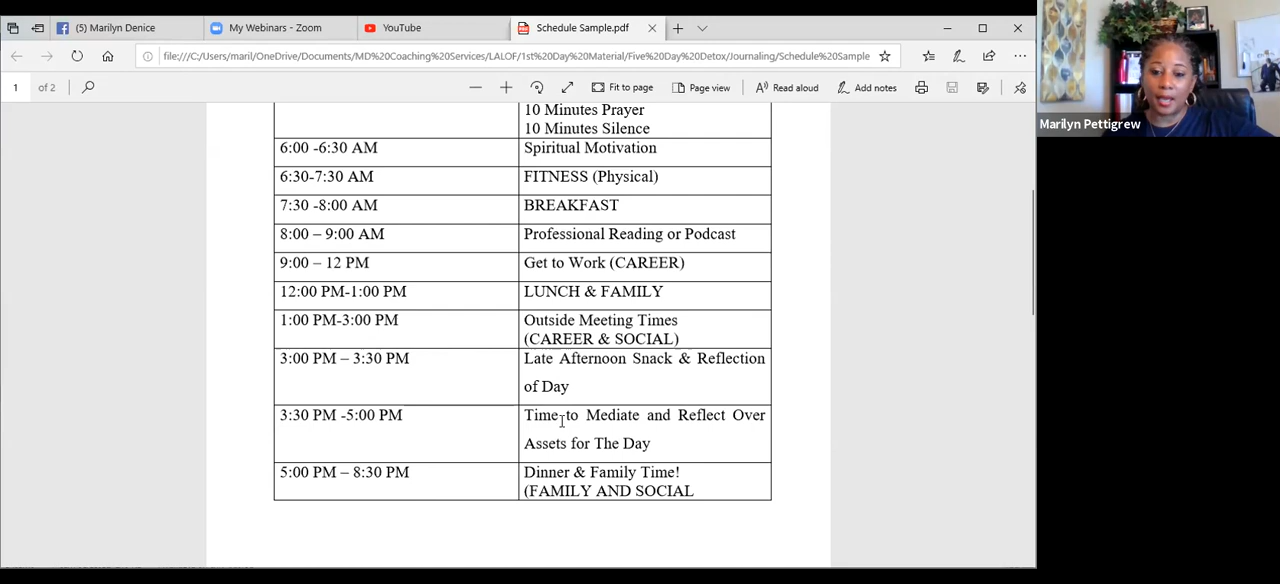 (5) Marilyn Denice
My Webinars - Zoom
YouTube
Schedule Sample.pdf
file:///C:/Users/maril/OneDrive/Documents/MD%20Coaching%20Services/LALOF/1st%20Day%20Material/Five%20Day%20Detox/Journaling/Schedule%20Sample
1 of 2
Fit to page
Page view
Read aloud
Add notes
Marilyn Pettigrew
10 Minutes Prayer
10 Minutes Silence
6:00 -6:30 AM Spiritual Motivation
6:30-7:30 AM FITNESS (Physical)
7:30 -8:00 AM BREAKFAST
8:00 – 9:00 AM Professional Reading or Podcast
9:00 – 12 PM Get to Work (CAREER)
12:00 PM-1:00 PM LUNCH & FAMILY
1:00 PM-3:00 PM Outside Meeting Times
(CAREER & SOCIAL)
3:00 PM – 3:30 PM Late Afternoon Snack & Reflection
of Day
3:30 PM -5:00 PM Time to Mediate and Reflect Over
Assets for The Day
5:00 PM – 8:30 PM Dinner & Family Time!
(FAMILY AND SOCIAL